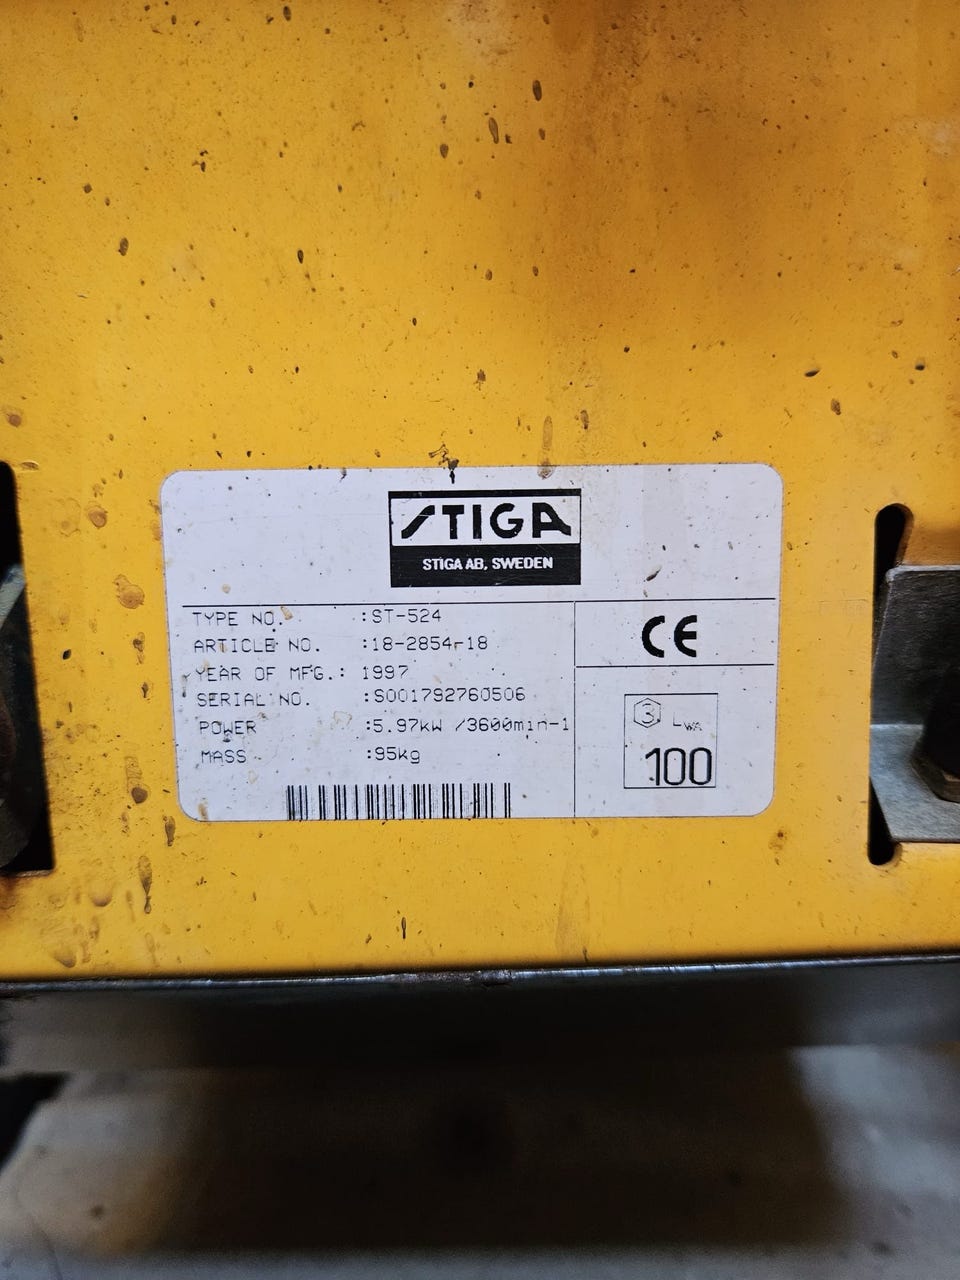 STIGA
STIGA AB, SWEDEN
TYPE NO. :ST-524
ARTICLE NO. :18-2854-18
YEAR OF MFG.: 1997
SERIAL NO. :S001792760506
POWER :5.97kW /3600min-1
MASS :95kg
CE
3 LWA
100